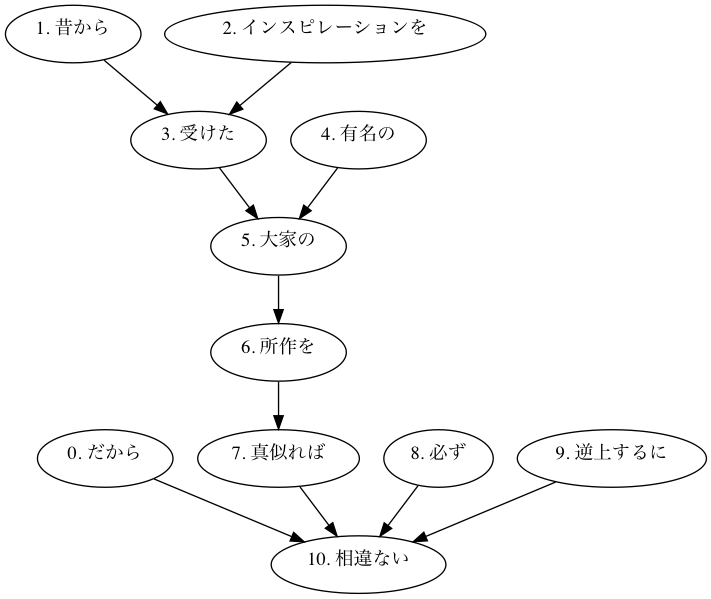 1. 昔から
2. インスピレーションを
3. 受けた
4. 有名の
5. 大家の
6. 所作を
0. だから
7. 真似れば
8. 必ず
9. 逆上するに
10. 相違ない